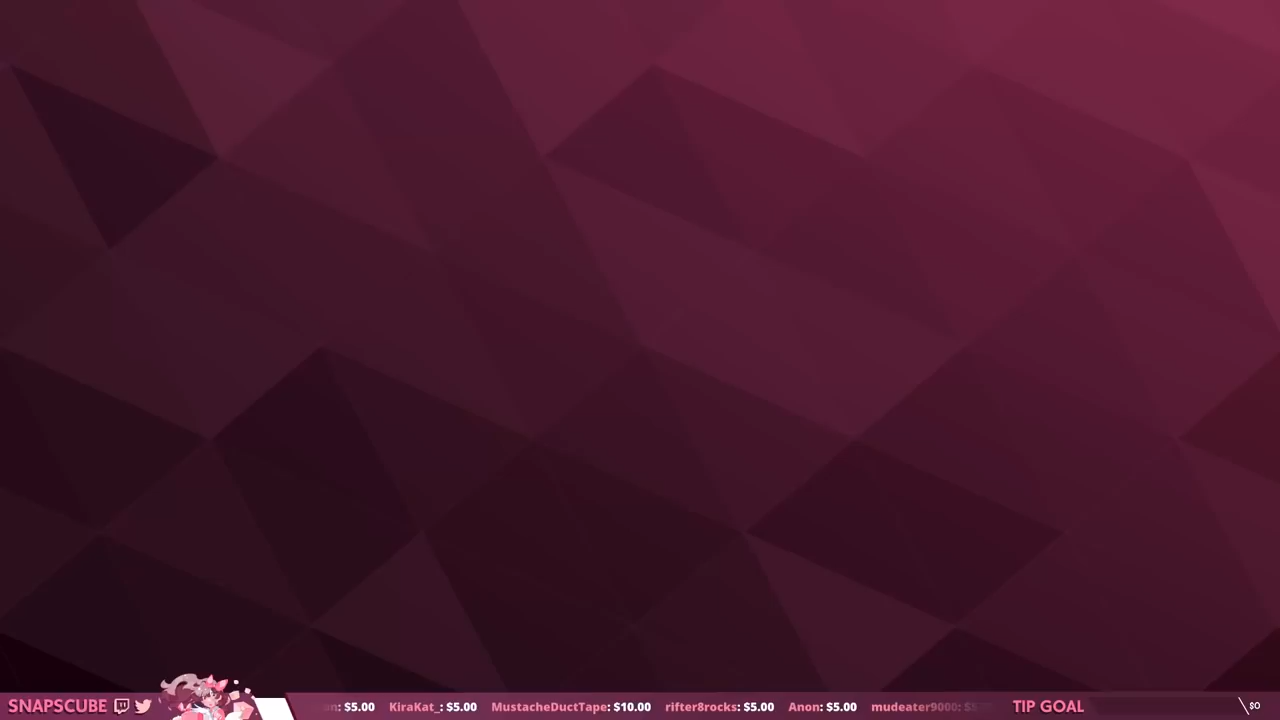 SNAPSCUBE
n: $5.00 KiraKat_: $5.00 MustacheDuctTape: $10.00 rifter8rocks: $5.00 Anon: $5.00 mudeater9000: $5
TIP GOAL
\$0